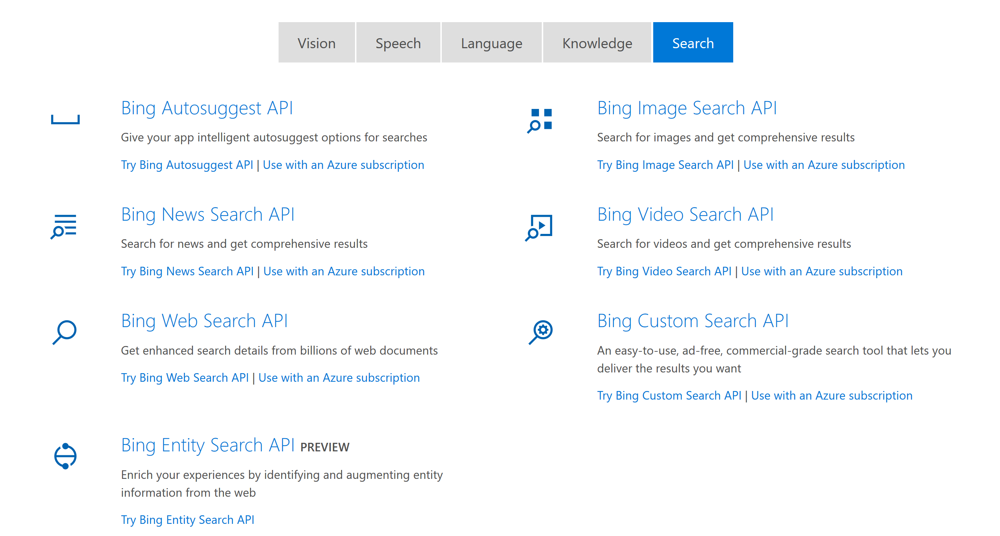 Vision
Speech
Language
Knowledge
Search
Bing Autosuggest API
Give your app intelligent autosuggest options for searches
Try Bing Autosuggest API | Use with an Azure subscription
Bing Image Search API
Search for images and get comprehensive results
Try Bing Image Search API | Use with an Azure subscription
Bing News Search API
Search for news and get comprehensive results
Try Bing News Search API | Use with an Azure subscription
Bing Video Search API
Search for videos and get comprehensive results
Try Bing Video Search API | Use with an Azure subscription
Bing Web Search API
Get enhanced search details from billions of web documents
Try Bing Web Search API | Use with an Azure subscription
Bing Custom Search API
An easy-to-use, ad-free, commercial-grade search tool that lets you
deliver the results you want
Try Bing Custom Search API | Use with an Azure subscription
Bing Entity Search API PREVIEW
Enrich your experiences by identifying and augmenting entity
information from the web
Try Bing Entity Search API